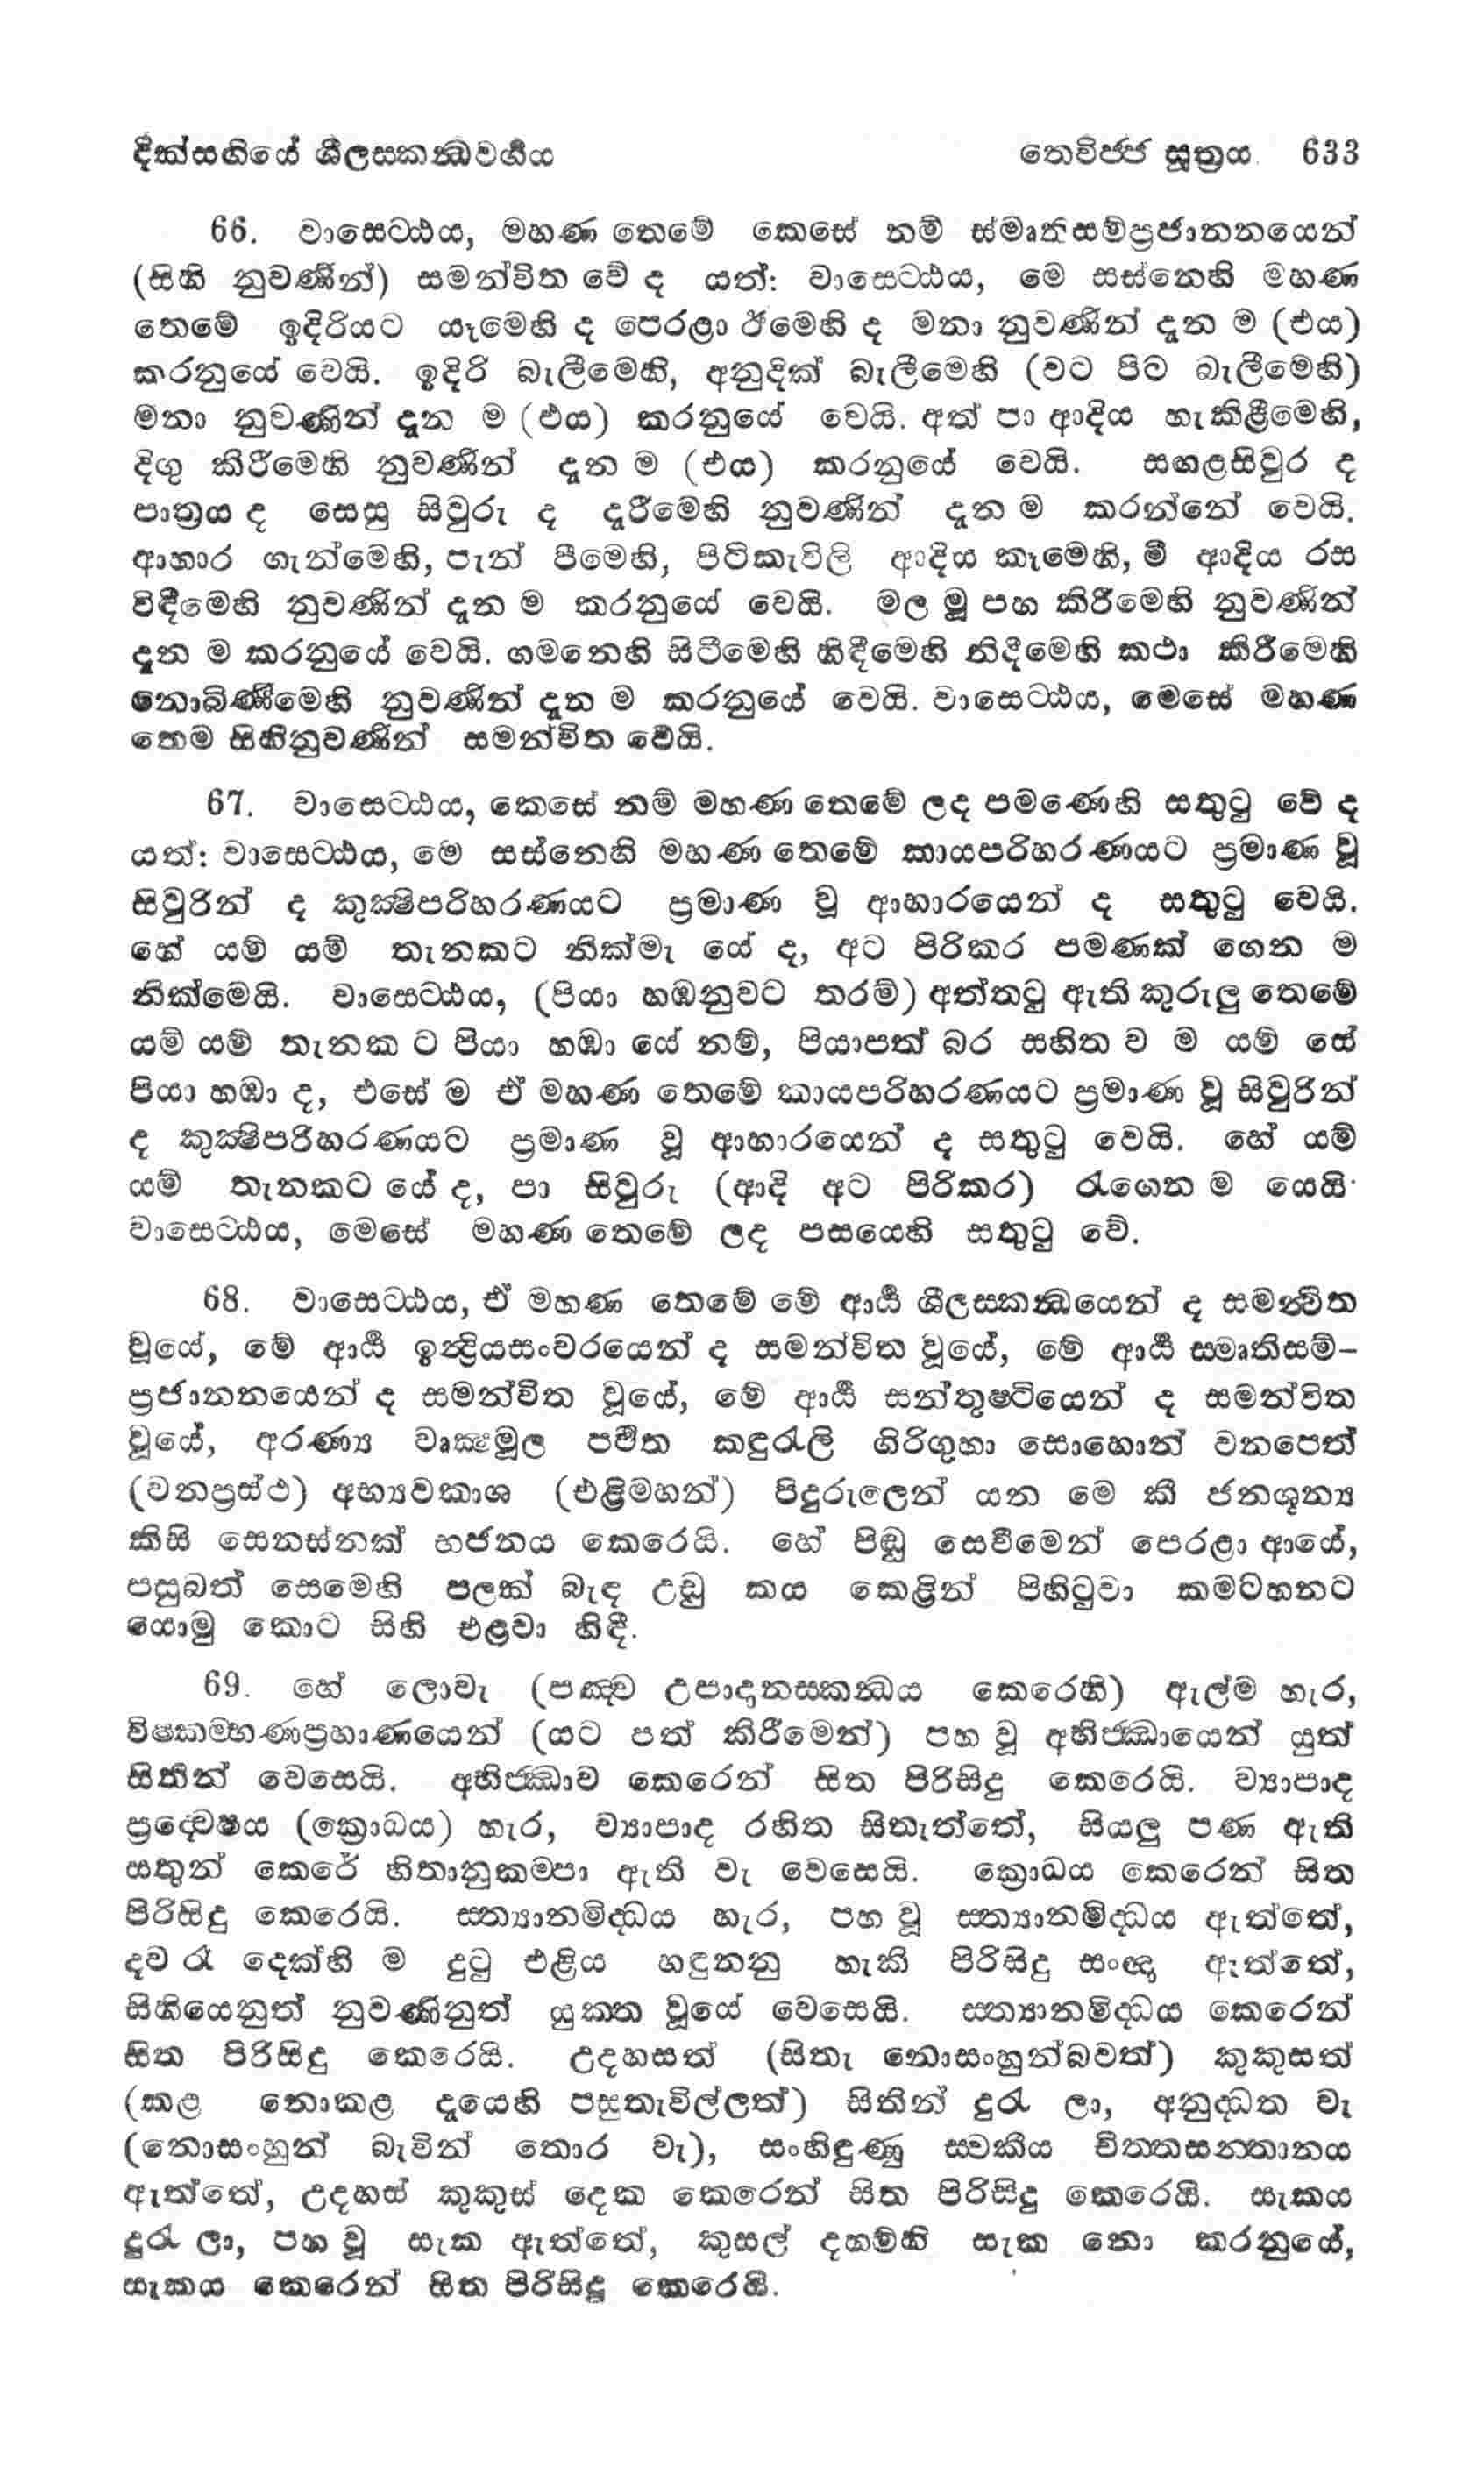 දික්සඟියේ ශීලසකන්‍ධවර්‍ගය තෙවිජ්ජ සූත්‍රය 633
66. වාසෙට්ඨය, මහණ තෙමේ කෙසේ නම් ස්මෘතිසම්ප්‍රජානනයෙන්
(සිහි නුවණින්) සමන්විත වේ ද යත්: වාසෙට්ඨය, මෙ සස්නෙහි මහණ
තෙමේ ඉදිරියට යෑමෙහි ද පෙරළා ඊමෙහි ද මනා නුවණින් දැන ම (එය)
කරනුයේ වෙයි. ඉදිරි බැලීමෙහි, අනුදික් බැලීමෙහි (වට පිට බැලීමෙහි)
මනා නුවණින් දැන ම (එය) කරනුයේ වෙයි. අත් පා ආදිය හැකිළීමෙහි,
දිගු කිරීමෙහි නුවණින් දැන ම (එය) කරනුයේ වෙයි. සඟළසිවුර ද
පාත්‍රය ද සෙසු සිවුරු ද දැරීමෙහි නුවණින් දැන ම කරන්නේ වෙයි.
ආහාර ගැන්මෙහි, පැන් පීමෙහි, පිටිකැවිලි ආදිය කෑමෙහි, මී ආදිය රස
විඳීමෙහි නුවණින් දැන ම කරනුයේ වෙයි. මල මූ පහ කිරීමෙහි නුවණින්
දැන ම කරනුයේ වෙයි. ගමනෙහි සිටීමෙහි හිඳීමෙහි නිදීමෙහි කථා කිරීමෙහි
නොබිණීමෙහි නුවණින් දැන ම කරනුයේ වෙයි. වාසෙට්ඨය, මෙසේ මහණ
තෙම සිහිනුවණින් සමන්විත වෙයි.
67. වාසෙට්ඨය, කෙසේ නම් මහණ තෙමේ ලද පමණෙහි සතුටු වේ ද
යත්: වාසෙට්ඨය, මෙ සස්නෙහි මහණ තෙමේ කායපරිහරණයට ප්‍රමාණ වූ
සිවුරින් ද කුක්‍ෂිපරිහරණයට ප්‍රමාණ වූ ආහාරයෙන් ද සතුටු වෙයි.
හේ යම් යම් තැනකට නික්මැ යේ ද, අට පිරිකර පමණක් ගෙන ම
නික්මෙයි. වාසෙට්ඨය, (පියා හඹනුවට තරම්) අත්තටු ඇති කුරුලු තෙමේ
යම් යම් තැනක ට පියා හඹා යේ නම්, පියාපත් බර සහිත ව ම යම් සේ
පියා හඹා ද, එසේ ම ඒ මහණ තෙමේ කායපරිහරණයට ප්‍රමාණ වූ සිවුරින්
ද කුක්‍ෂිපරිහරණයට ප්‍රමාණ වූ ආහාරයෙන් ද සතුටු වෙයි. හේ යම්
යම් තැනකට යේ ද, පා සිවුරු (ආදි අට පිරිකර) රැගෙන ම යෙයි.
වාසෙට්ඨය, මෙසේ මහණ තෙමේ ලද පසයෙහි සතුටු වේ.
68. වාසෙට්ඨය, ඒ මහණ තෙමේ මේ ආර්‍ය්‍ය ශීලසකන්‍ධයෙන් ද සමන්විත
වූයේ, මේ ආර්‍ය්‍ය ඉන්‍ද්‍රියසංවරයෙන් ද සමන්විත වූයේ, මේ ආර්‍ය්‍ය සමෘතිසම්-
ප්‍රජානනයෙන් ද සමන්විත වූයේ, මේ ආර්‍ය්‍ය සන්තුෂ්ටියෙන් ද සමන්විත
වූයේ, අරණ්‍ය වෘක්‍ෂමූල පර්‍වත කඳුරැලි ගිරිගුහා සොහොන් වනපෙත්
(වනප්‍රස්ථ) අභ්‍යවකාශ (එළිමහන්) පිදුරුලෙන් යන මෙ කී ජනශූන්‍ය
කිසි සෙනස්නක් භජනය කෙරෙයි. හේ පිඬු සෙවීමෙන් පෙරළා ආයේ,
පසුබත් සෙමෙහි පලක් බැඳ උඩු කය කෙළින් පිහිටුවා කමටහනට
යොමු කොට සිහි එළවා හිඳී.
69. හේ ලොවැ (පඤ්ච උපාදානසකන්‍ධය කෙරෙහි) ඇල්ම හැර,
විෂ්කම්භණප්‍රහාණයෙන් (යට පත් කිරීමෙන්) පහ වූ අභිජ්ඣායෙන් යුත්
සිතින් වෙසෙයි. අභිජ්ඣාව කෙරෙන් සිත පිරිසිදු කෙරෙයි. ව්‍යාපාද
ප්‍රද්වේෂය (ක්‍රොධය) හැර, ව්‍යාපාද රහිත සිතැත්තේ, සියලු පණ ඇති
සතුන් කෙරේ හිතානුකම්පා ඇති වැ වෙසෙයි. ක්‍රොධය කෙරෙන් සිත
පිරිසිදු කෙරෙයි. ස්ත්‍යානමිද්ධය හැර, පහ වූ ස්ත්‍යානමිද්ධය ඇත්තේ,
දව රෑ දෙක්හි ම දුටු එළිය හඳුනනු හැකි පිරිසිදු සංඥා ඇත්තේ,
සිහියෙනුත් නුවණිනුත් යුක්ත වූයේ වෙසෙයි. ස්ත්‍යානමිද්ධය කෙරෙන්
සිත පිරිසිදු කෙරෙයි. උදහසත් (සිතැ නොසංහුන්බවත්) කුකුසත්
(කළ නොකළ දැයෙහි පසුතැවිල්ලත්) සිතින් දුරැ ලා, අනුද්ධත වැ
(නොසංහුන් බැවින් තොර වැ), සංහිඳුණු ස්වකීය චිත්තසන්තානය
ඇත්තේ, උදහස් කුකුස් දෙක කෙරෙන් සිත පිරිසිදු කෙරෙයි. සැකය
දුරැ ලා, පහ වූ සැක ඇත්තේ, කුසල් දහම්හි සැක නො කරනුයේ,
සැකය කෙරෙන් සිත පිරිසිදු කෙරෙයි.